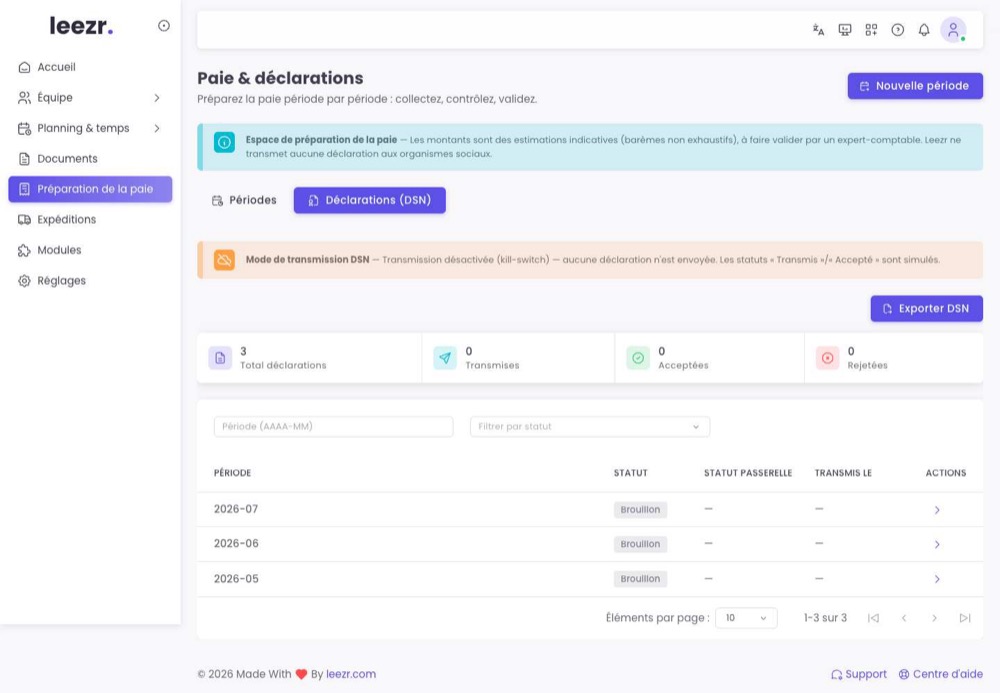 leezr.
Accueil
Équipe
Planning & temps
Documents
Préparation de la paie
Expéditions
Modules
Réglages
Paie & déclarations
Préparez la paie période par période : collectez, contrôlez, validez.
Nouvelle période
Espace de préparation de la paie — Les montants sont des estimations indicatives (barèmes non exhaustifs), à faire valider par un expert-comptable. Leezr ne
transmet aucune déclaration aux organismes sociaux.
Périodes
Déclarations (DSN)
Mode de transmission DSN — Transmission désactivée (kill-switch) — aucune déclaration n'est envoyée. Les statuts « Transmis »/« Accepté » sont simulés.
Exporter DSN
3
Total déclarations
0
Transmises
0
Acceptées
0
Rejetées
Période (AAAA-MM)
Filtrer par statut
PÉRIODE STATUT STATUT PASSERELLE TRANSMIS LE ACTIONS
2026-07 Brouillon — —
2026-06 Brouillon — —
2026-05 Brouillon — —
Éléments par page : 10 1-3 sur 3
© 2026 Made With ❤ By leezr.com
Support
Centre d'aide